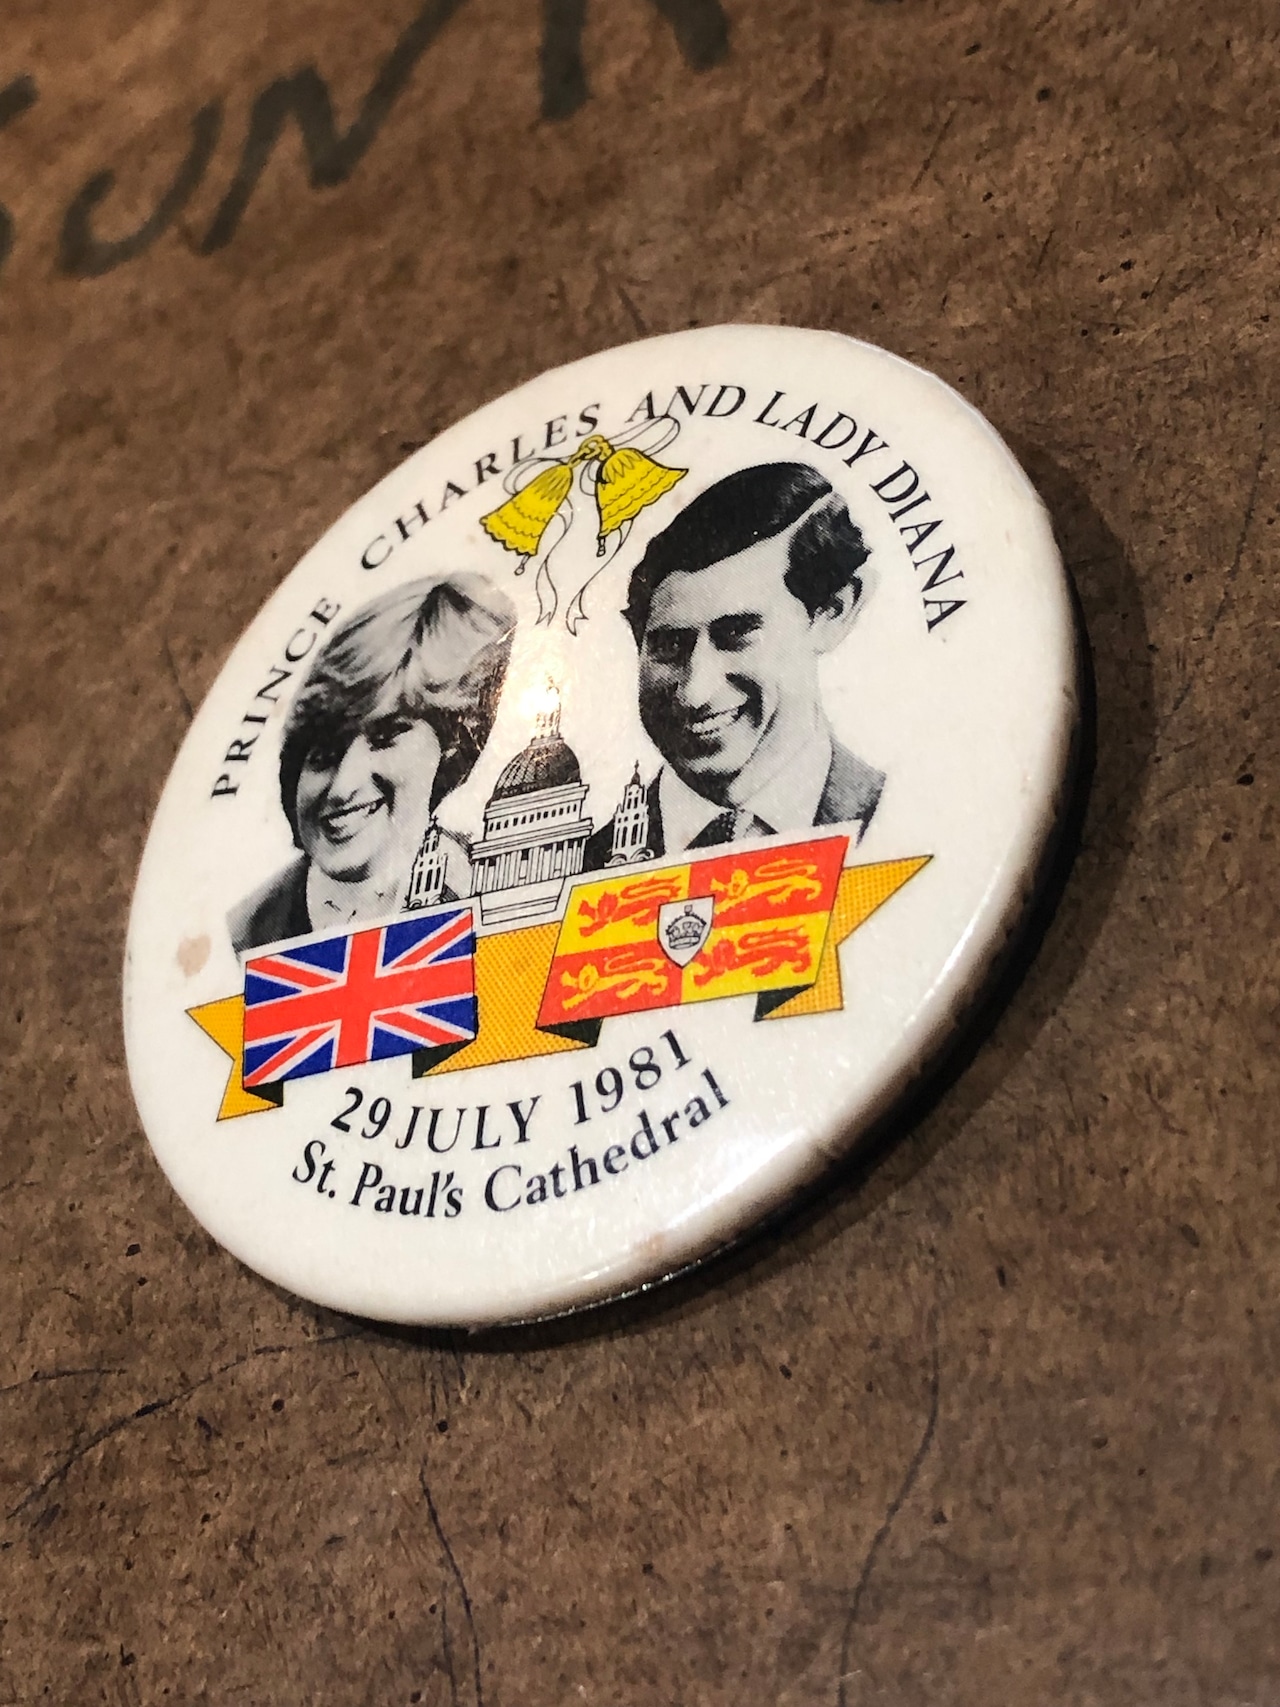 PRINCE CHARLES AND LADY DIANA
29 JULY 1981
St. Paul's Cathedral